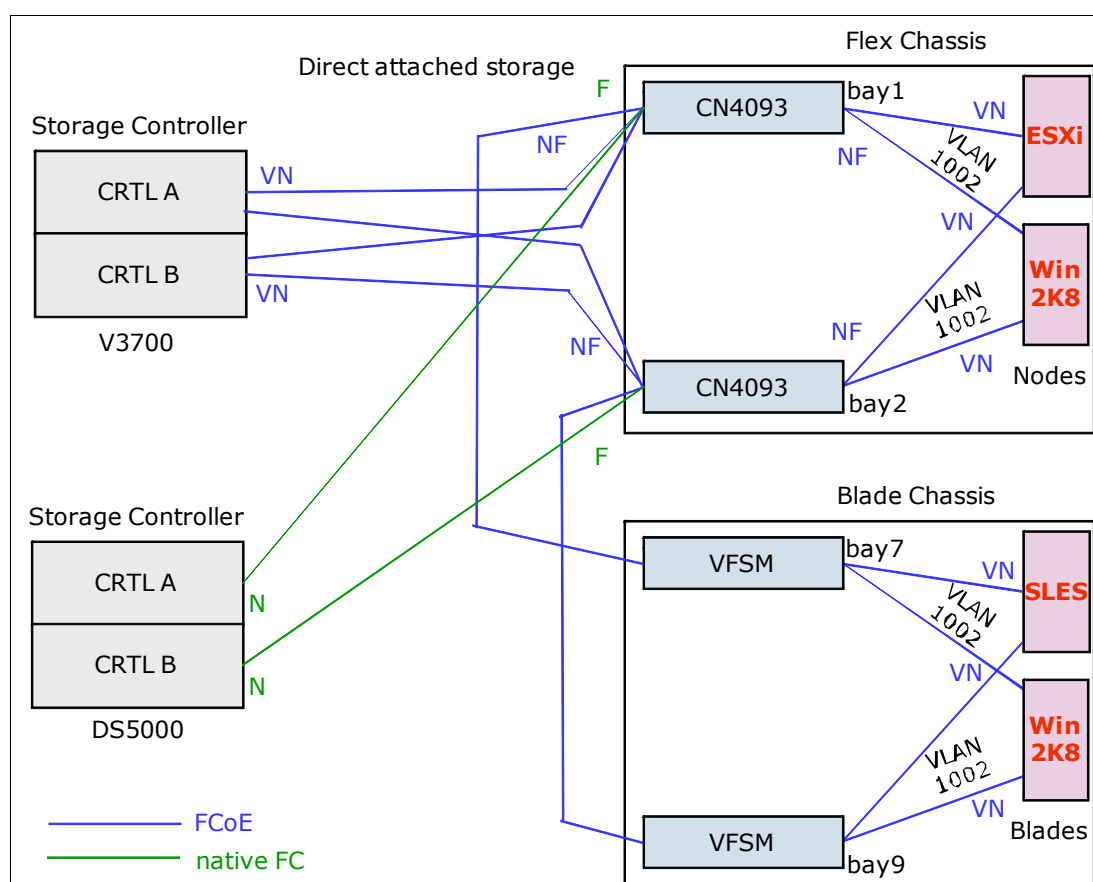 Flex Chassis
Direct attached storage
F
CN4093
bay1
VN
ESXi
NF
NF
VLAN
1002
Storage Controller
CRTL A
VN
CRTL B
VN
V3700
VN
Win
2K8
VLAN
1002
NF
NF
VN
CN4093
bay2
Nodes
F
Storage Controller
CRTL A
N
CRTL B
N
DS5000
Blade Chassis
VFSM
bay7
VN
SLES
VLAN
1002
VN
Win
2K8
VLAN
1002
VN
VFSM
bay9
Blades
FCoE
native FC